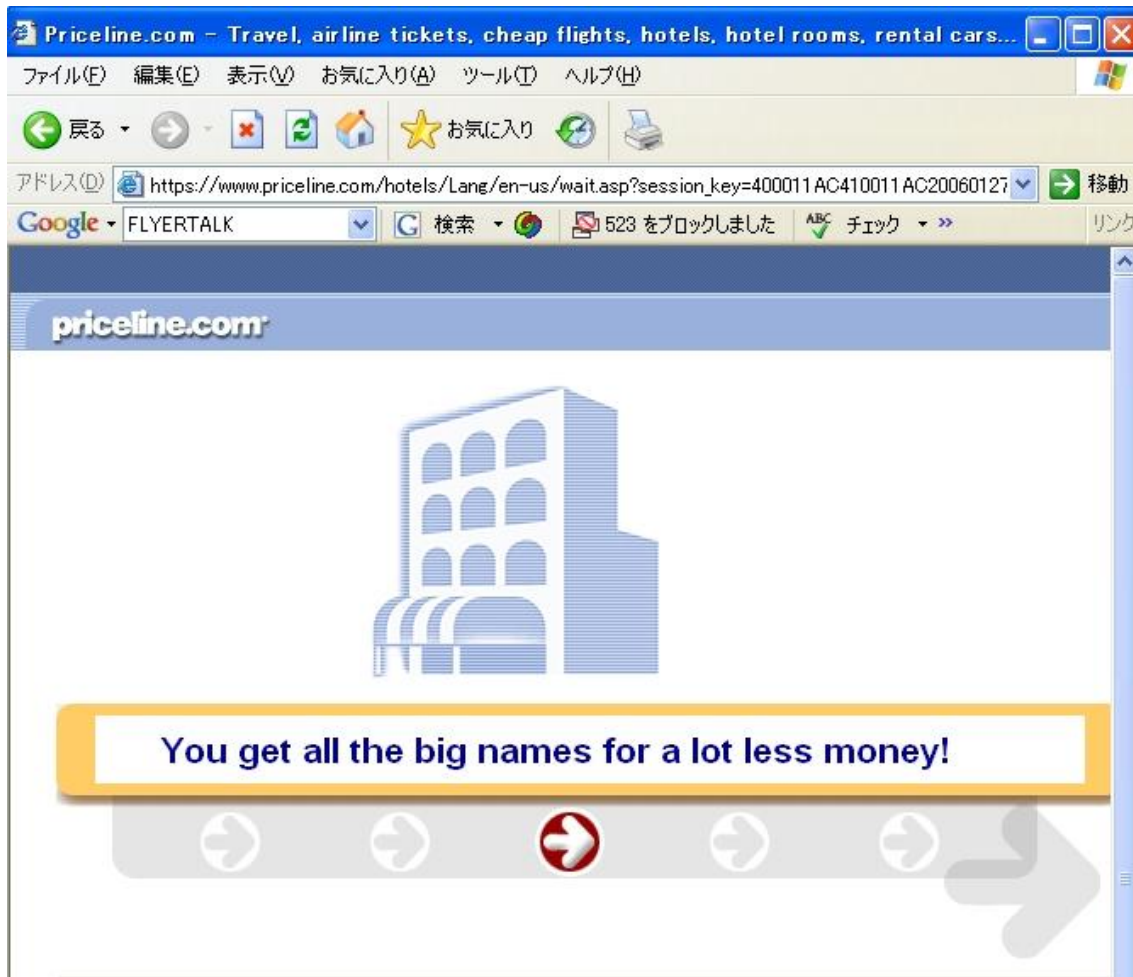 Priceline.com - Travel, airline tickets, cheap flights, hotels, hotel rooms, rental cars...
ファイル(F) 編集(E) 表示(V) お気に入り(A) ツール(T) ヘルプ(H)
戻る お気に入り
アドレス(D) https://www.priceline.com/hotels/Lang/en-us/wait.asp?session_key=400011AC410011AC20060127 移動
Google FLYERTALK G 検索 523 をブロックしました ABC チェック » リンク
priceline.com
You get all the big names for a lot less money!